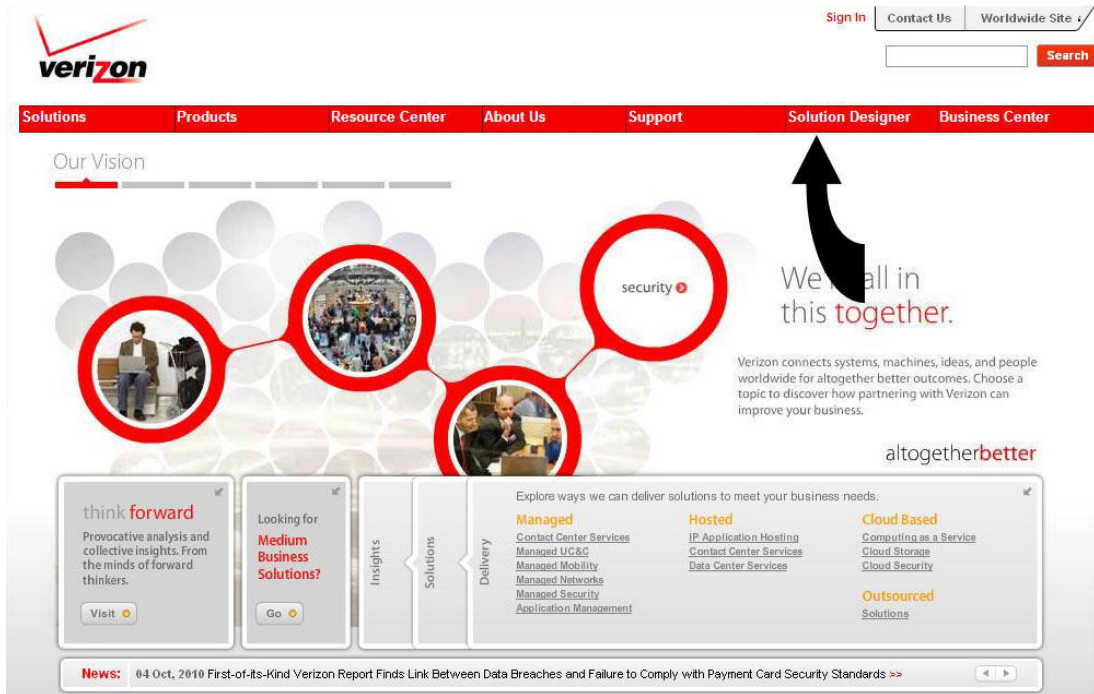 Sign In Contact Us Worldwide Site
verizon
Search
Solutions Products Resource Center About Us Support Solution Designer Business Center
Our Vision
security
We all in
this together.
Verizon connects systems, machines, ideas, and people
worldwide for altogether better outcomes. Choose a
topic to discover how partnering with Verizon can
improve your business.
altogetherbetter
think forward
Provocative analysis and
collective insights. From
the minds of forward
thinkers.
Visit
Looking for
Medium
Business
Solutions?
Go
Insights
Solutions
Delivery
Explore ways we can deliver solutions to meet your business needs.
Managed
Contact Center Services
Managed UC&C
Managed Mobility
Managed Networks
Managed Security
Application Management
Hosted
IP Application Hosting
Contact Center Services
Data Center Services
Cloud Based
Computing as a Service
Cloud Storage
Cloud Security
Outsourced
Solutions
News: 04 Oct, 2010 First-of-its-Kind Verizon Report Finds Link Between Data Breaches and Failure to Comply with Payment Card Security Standards >>